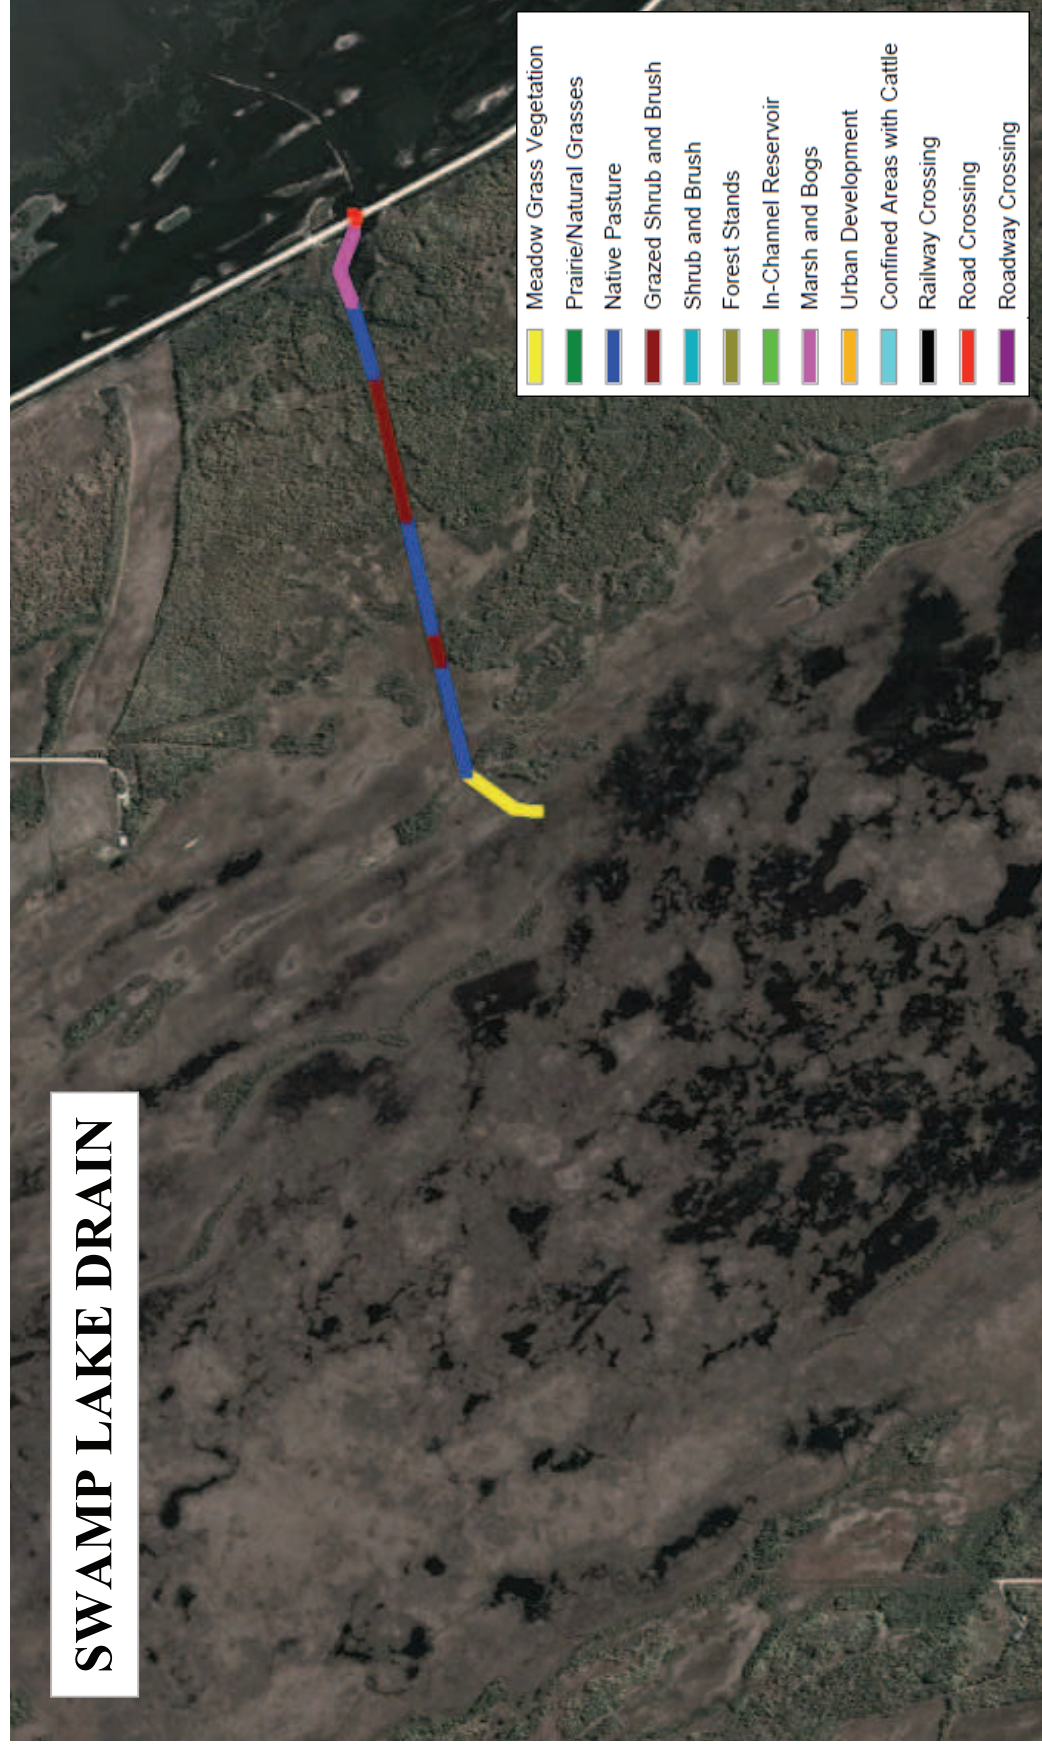 SWAMP LAKE DRAIN
Meadow Grass Vegetation
Prairie/Natural Grasses
Native Pasture
Grazed Shrub and Brush
Shrub and Brush
Forest Stands
In-Channel Reservoir
Marsh and Bogs
Urban Development
Confined Areas with Cattle
Railway Crossing
Road Crossing
Roadway Crossing